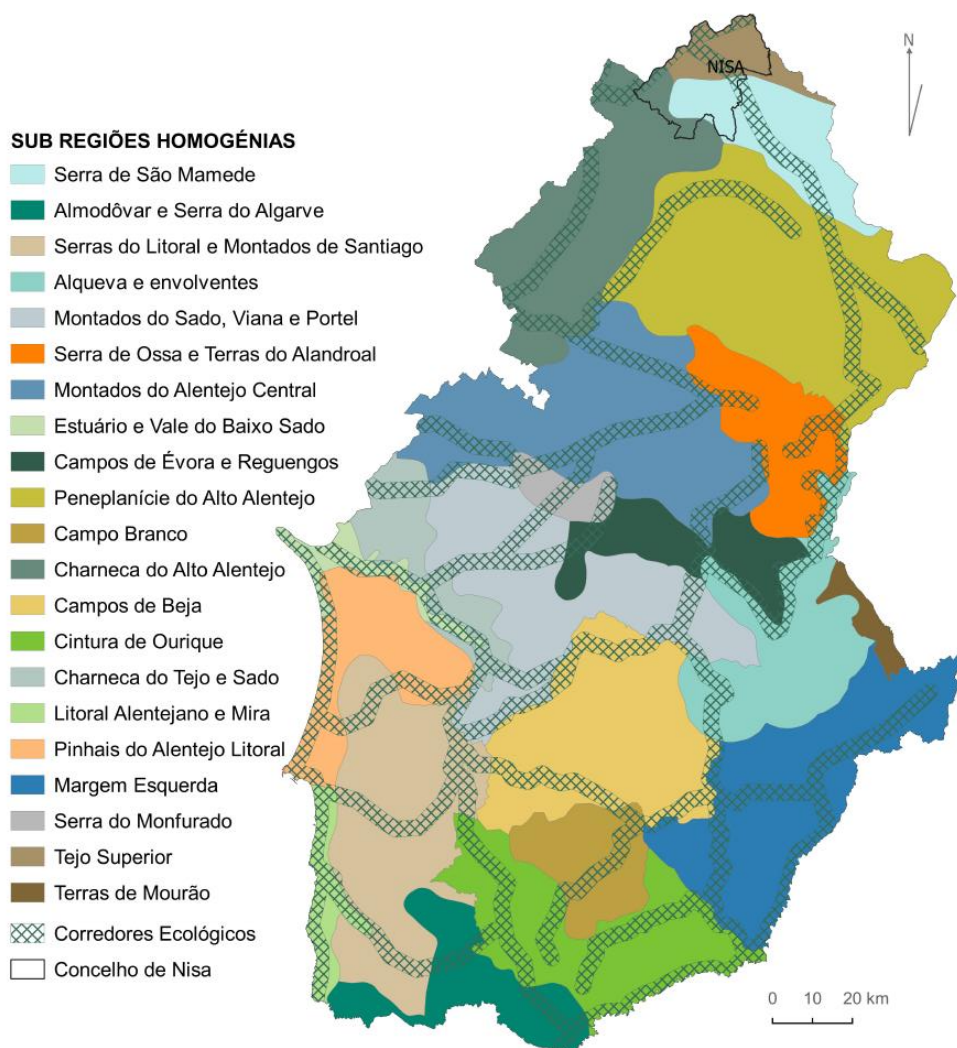 N
NISA
SUB REGIÕES HOMOGÉNIAS
Serra de São Mamede
Almodôvar e Serra do Algarve
Serras do Litoral e Montados de Santiago
Alqueva e envolventes
Montados do Sado, Viana e Portel
Serra de Ossa e Terras do Alandroal
Montados do Alentejo Central
Estuário e Vale do Baixo Sado
Campos de Évora e Reguengos
Peneplanície do Alto Alentejo
Campo Branco
Charneca do Alto Alentejo
Campos de Beja
Cintura de Ourique
Charneca do Tejo e Sado
Litoral Alentejano e Mira
Pinhais do Alentejo Litoral
Margem Esquerda
Serra do Monfurado
Tejo Superior
Terras de Mourão
Corredores Ecológicos
Concelho de Nisa
0 10 20 km